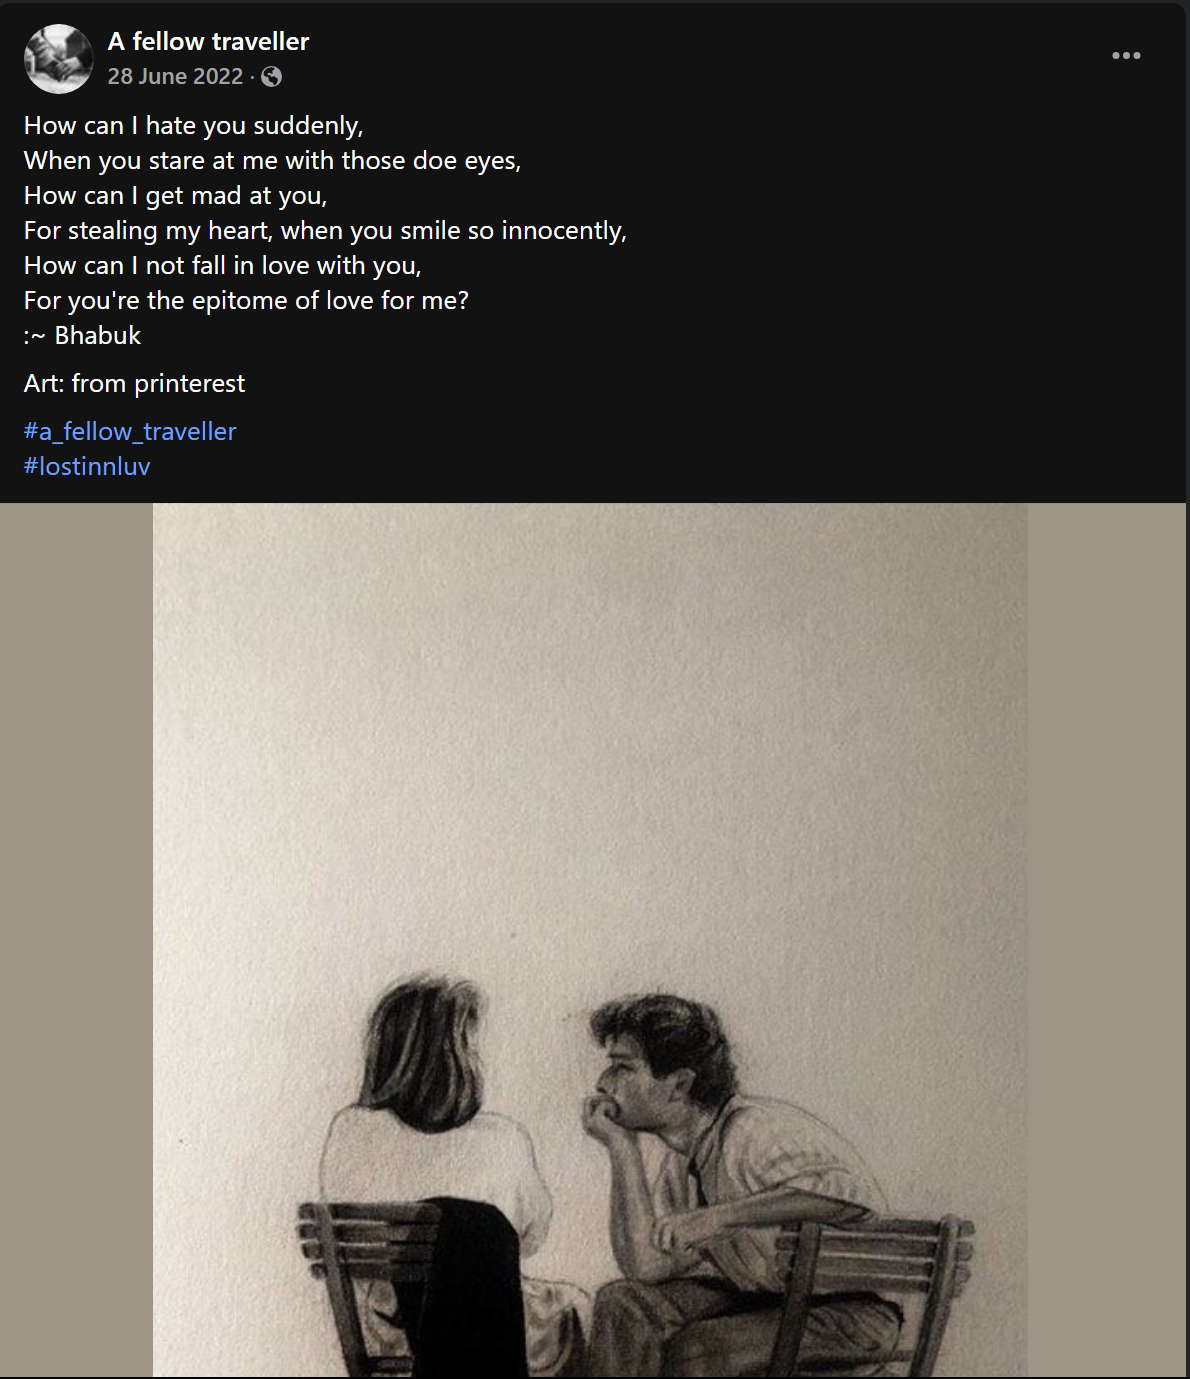 A fellow traveller
28 June 2022 ·
How can I hate you suddenly,
When you stare at me with those doe eyes,
How can I get mad at you,
For stealing my heart, when you smile so innocently,
How can I not fall in love with you,
For you're the epitome of love for me?
:~ Bhabuk
Art: from printerest
#a_fellow_traveller
#lostinnluv